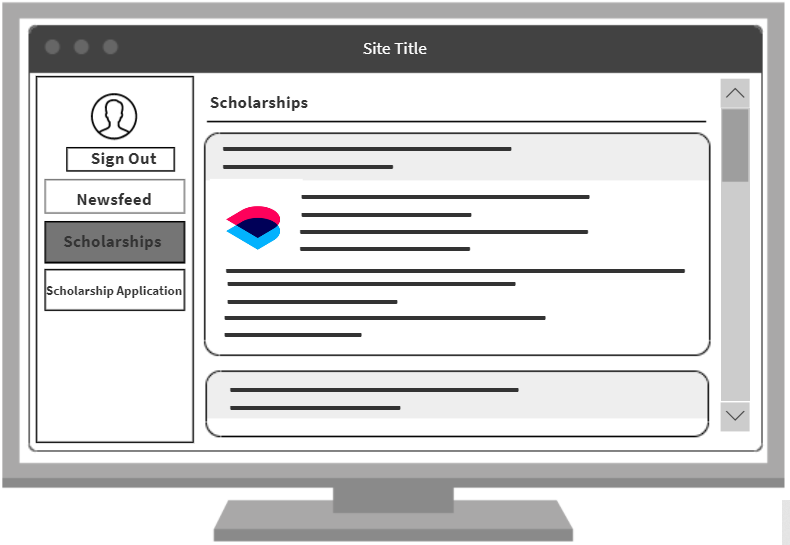 Site Title
Sign Out
Newsfeed
Scholarships
Scholarship Application
Scholarships